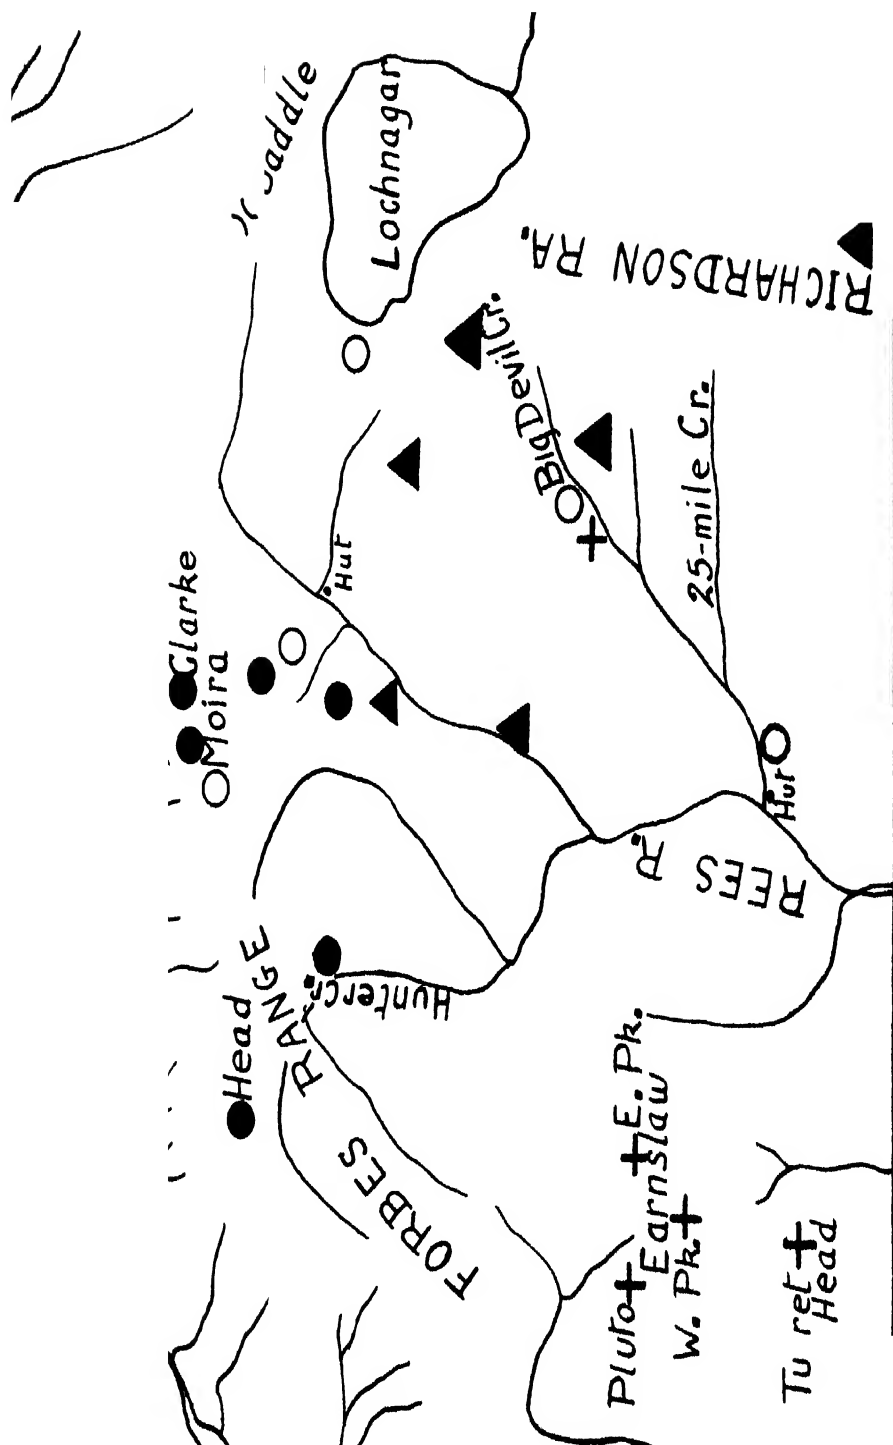 Saddle
Lochnagar
RICHARDSON RA.
Big Devil Cr.
25-mile Cr.
Hut
Clarke
Moira
Hut
REES R.
Head
RANGE
Hunter Cr.
FORBES
E. Pk.
Earnslaw
W. Pk.
Pluto
Head